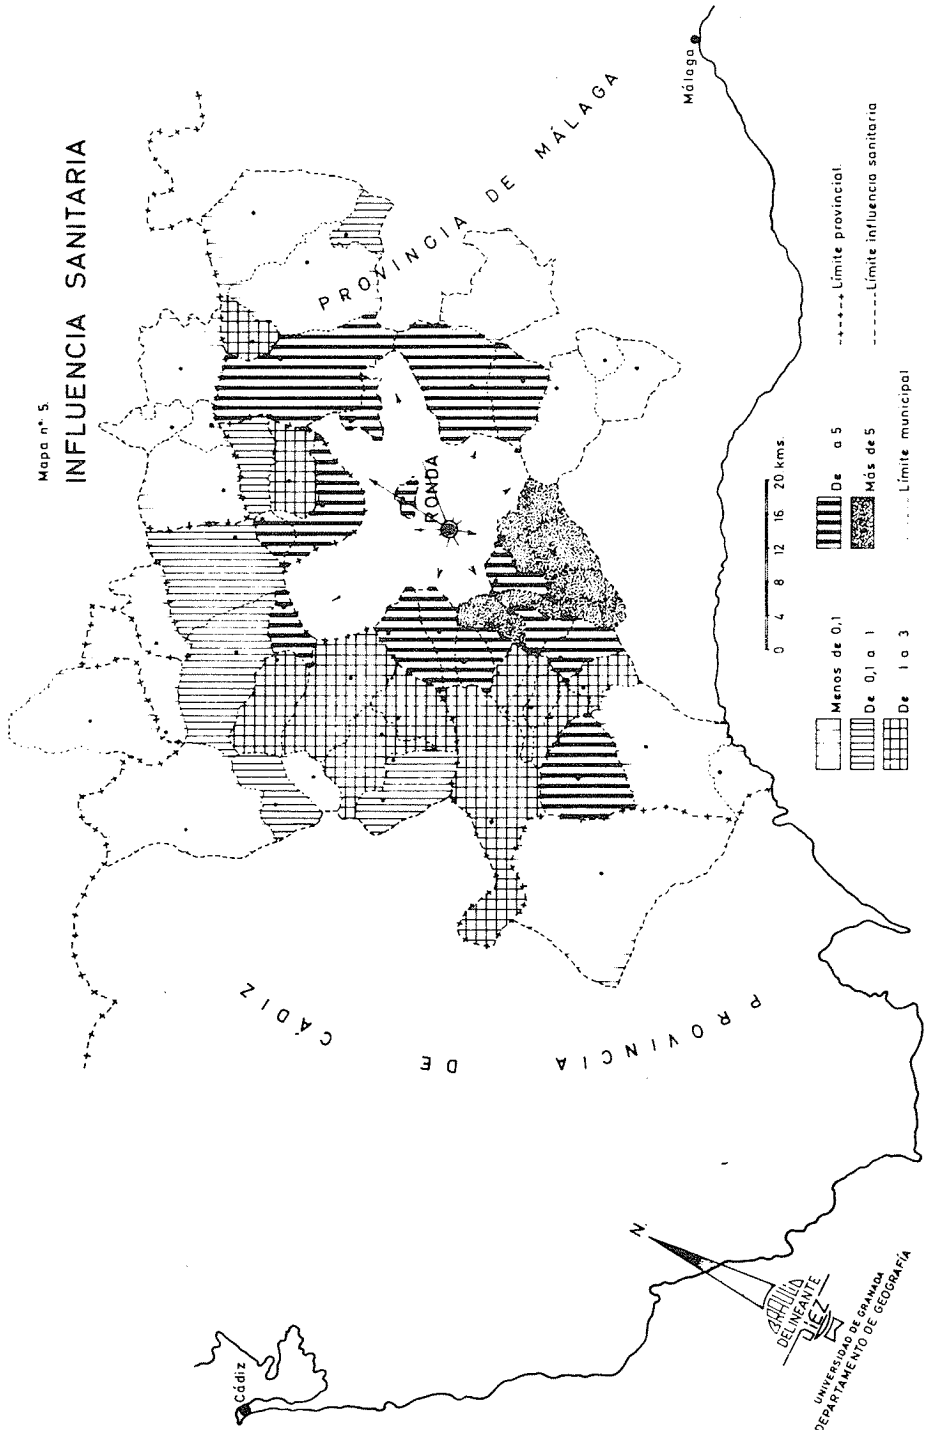 Mapa nº 5.
INFLUENCIA SANITARIA
PROVINCIA DE MÁLAGA
Málaga
RONDA
PROVINCIA DE CÁDIZ
Cádiz
N.
0 4 8 12 16 20 kms.
Menos de 0,1
De 0,1 a 1
De 1 a 3
De a 5
Más de 5
Límite municipal
Límite provincial.
Límite influencia sanitaria
BRAULIO
DELINEANTE
DÍEZ
UNIVERSIDAD DE GRANADA
DEPARTAMENTO DE GEOGRAFÍA